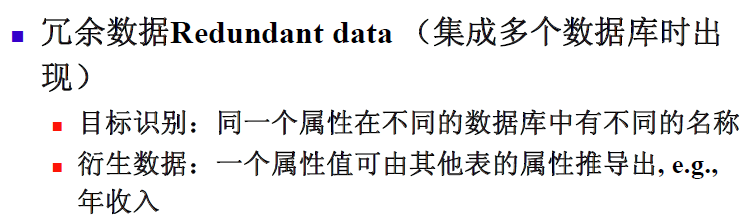 冗余数据Redundant data （集成多个数据库时出
现）
目标识别：同一个属性在不同的数据库中有不同的名称
衍生数据：一个属性值可由其他表的属性推导出, e.g.,
年收入